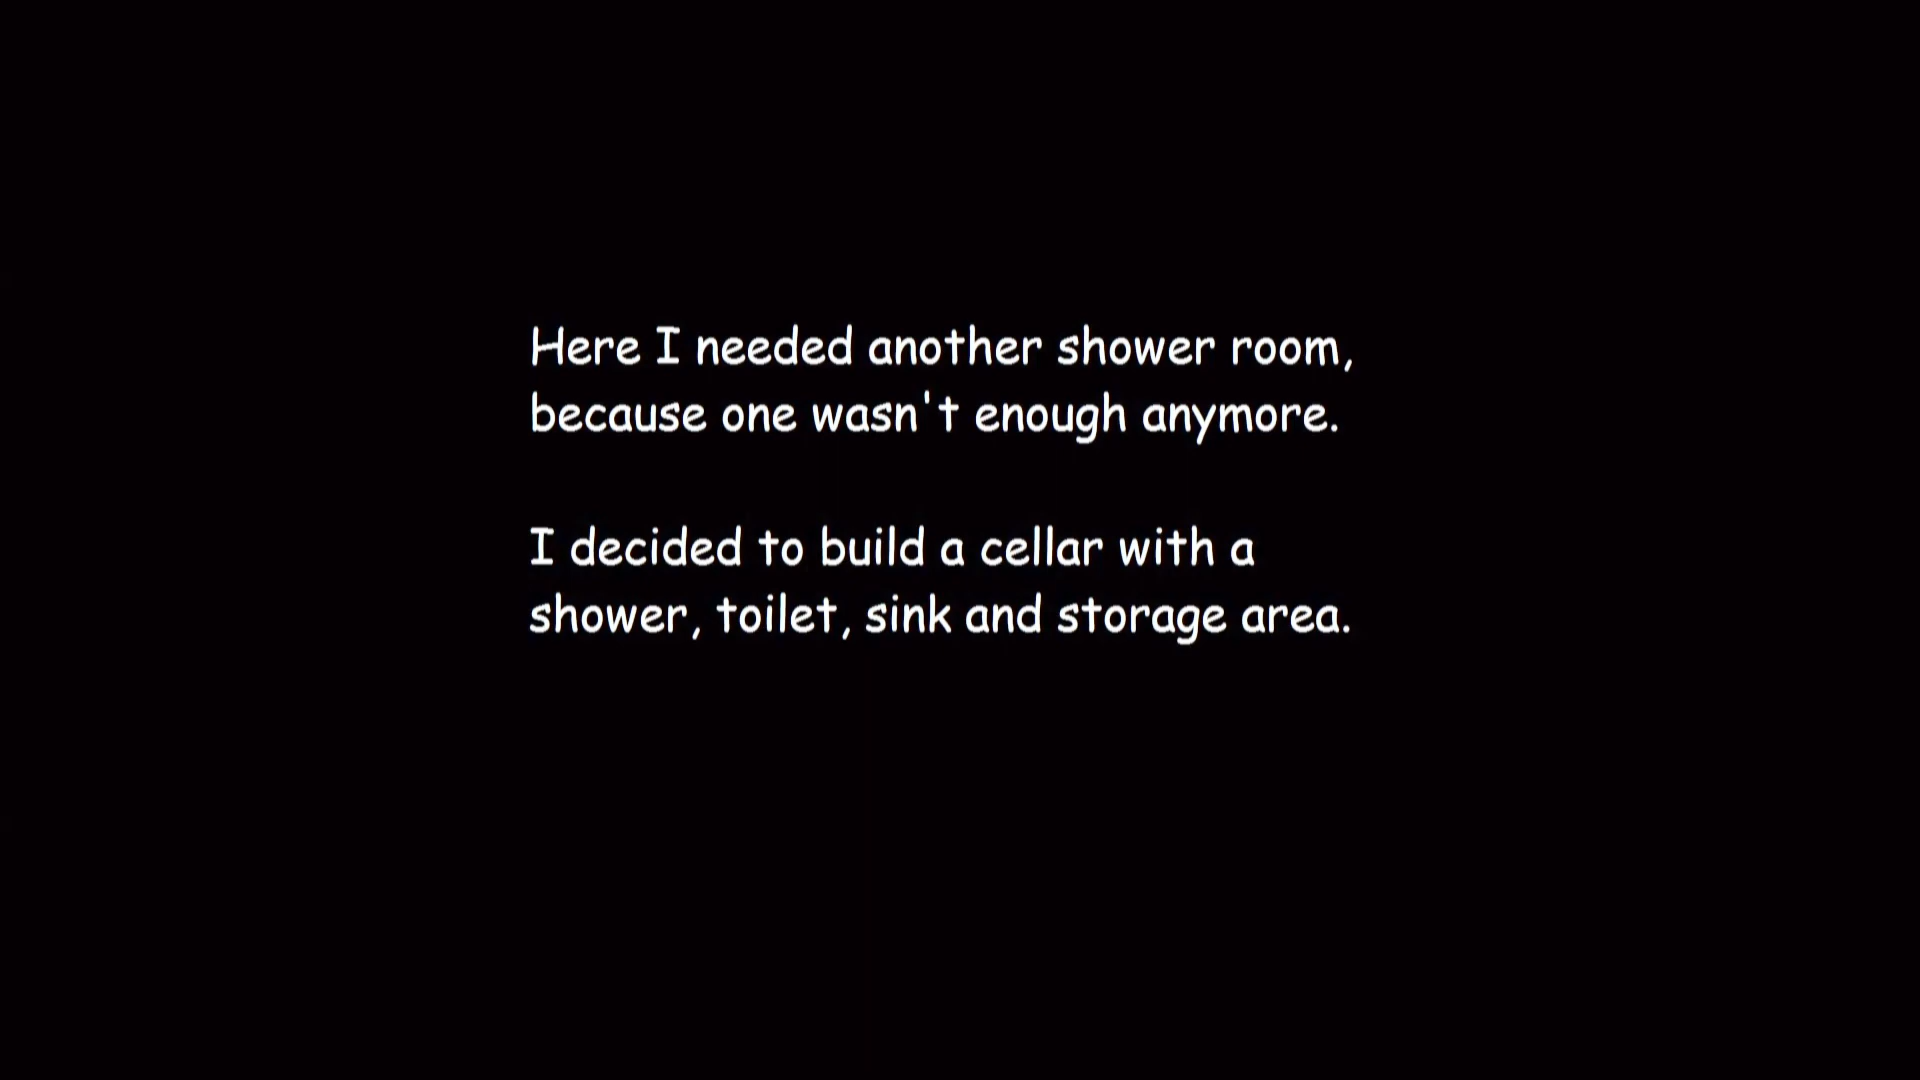 Here I needed another shower room,
because one wasn't enough anymore.
I decided to build a cellar with a
shower, toilet, sink and storage area.